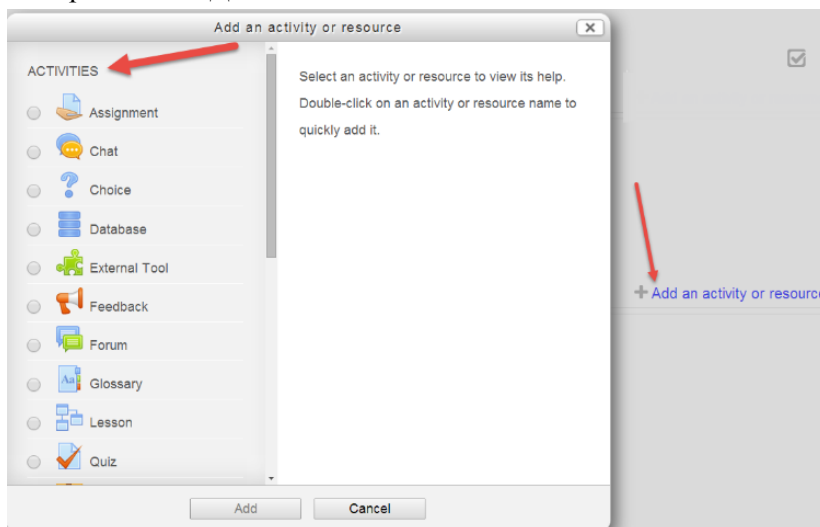 Add an activity or resource
ACTIVITIES
Assignment
Chat
Choice
Database
External Tool
Feedback
Forum
Glossary
Lesson
Quiz
Select an activity or resource to view its help.
Double-click on an activity or resource name to
quickly add it.
Add an activity or resource
Add
Cancel